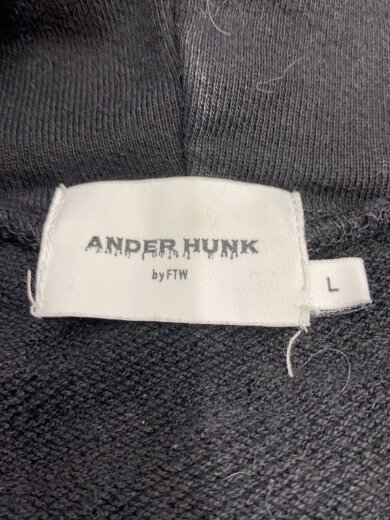 ANDER HUNK
by FTW
L